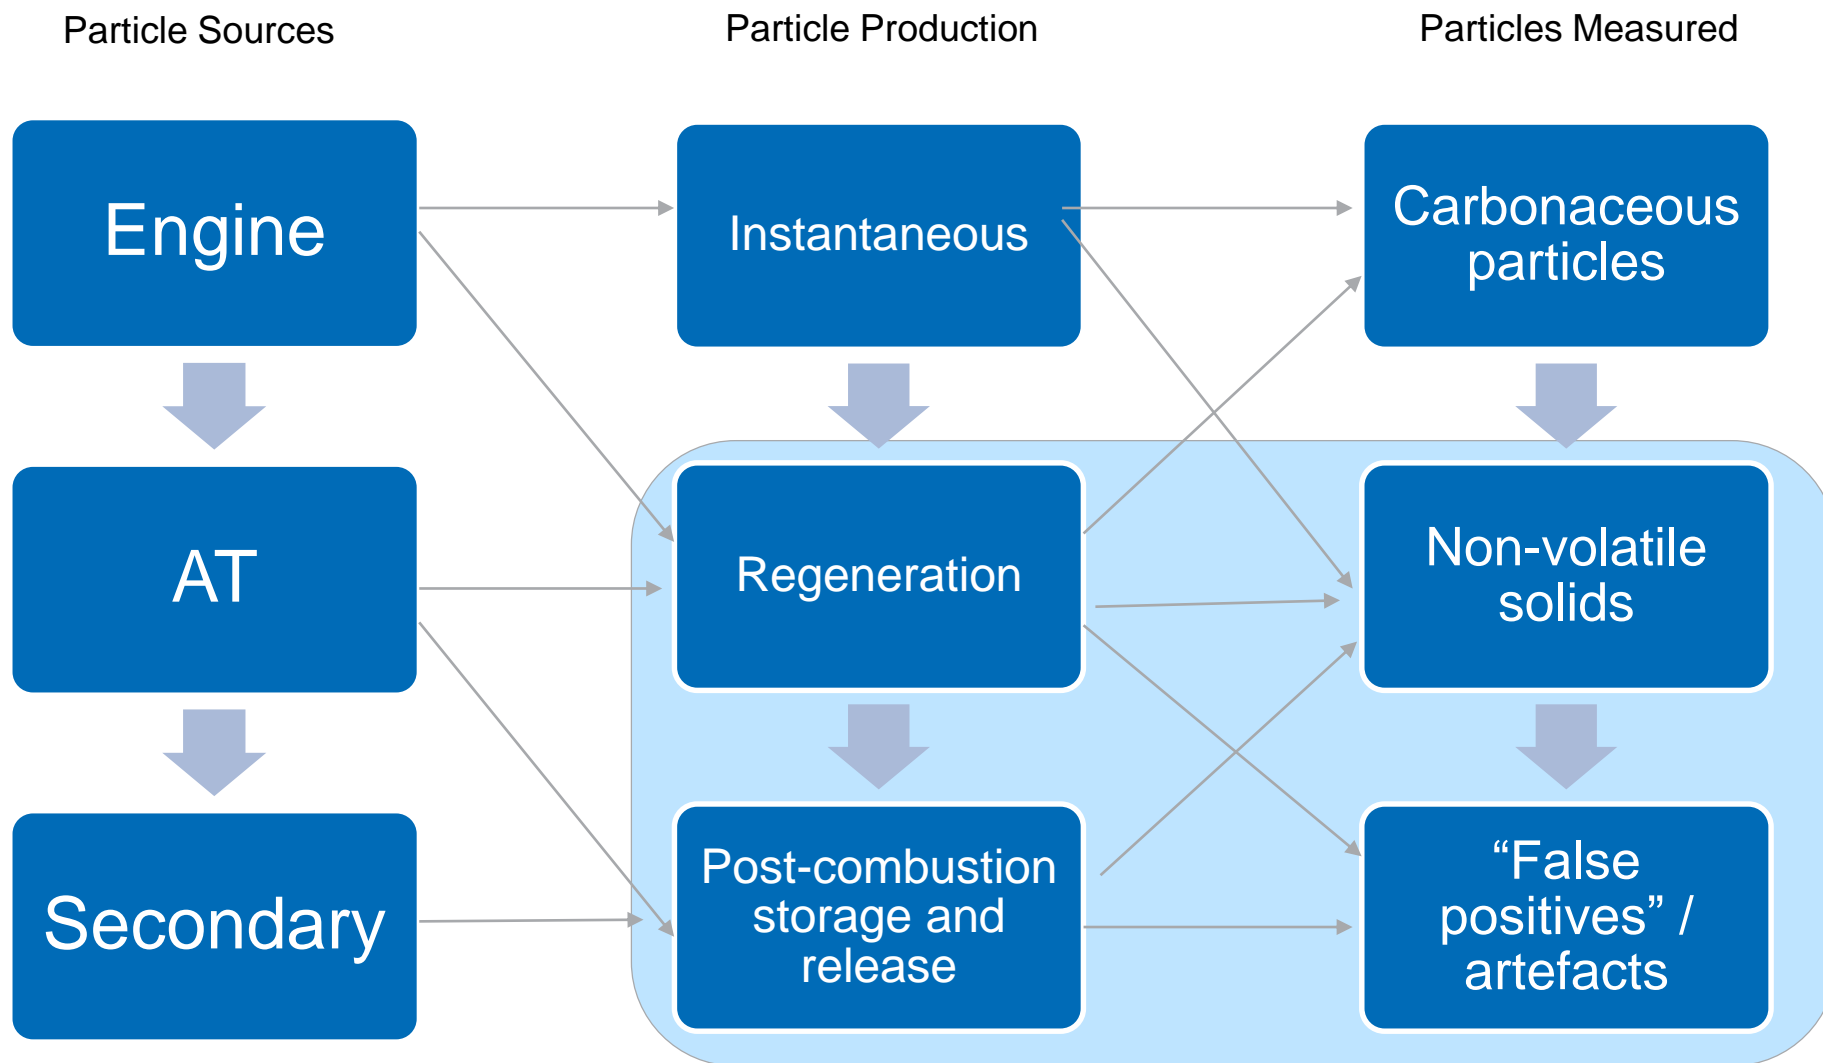 Particle Sources
Particle Production
Particles Measured
Engine
Instantaneous
Carbonaceous
particles
AT
Regeneration
Non-volatile
solids
Secondary
Post-combustion
storage and
release
“False
positives” /
artefacts